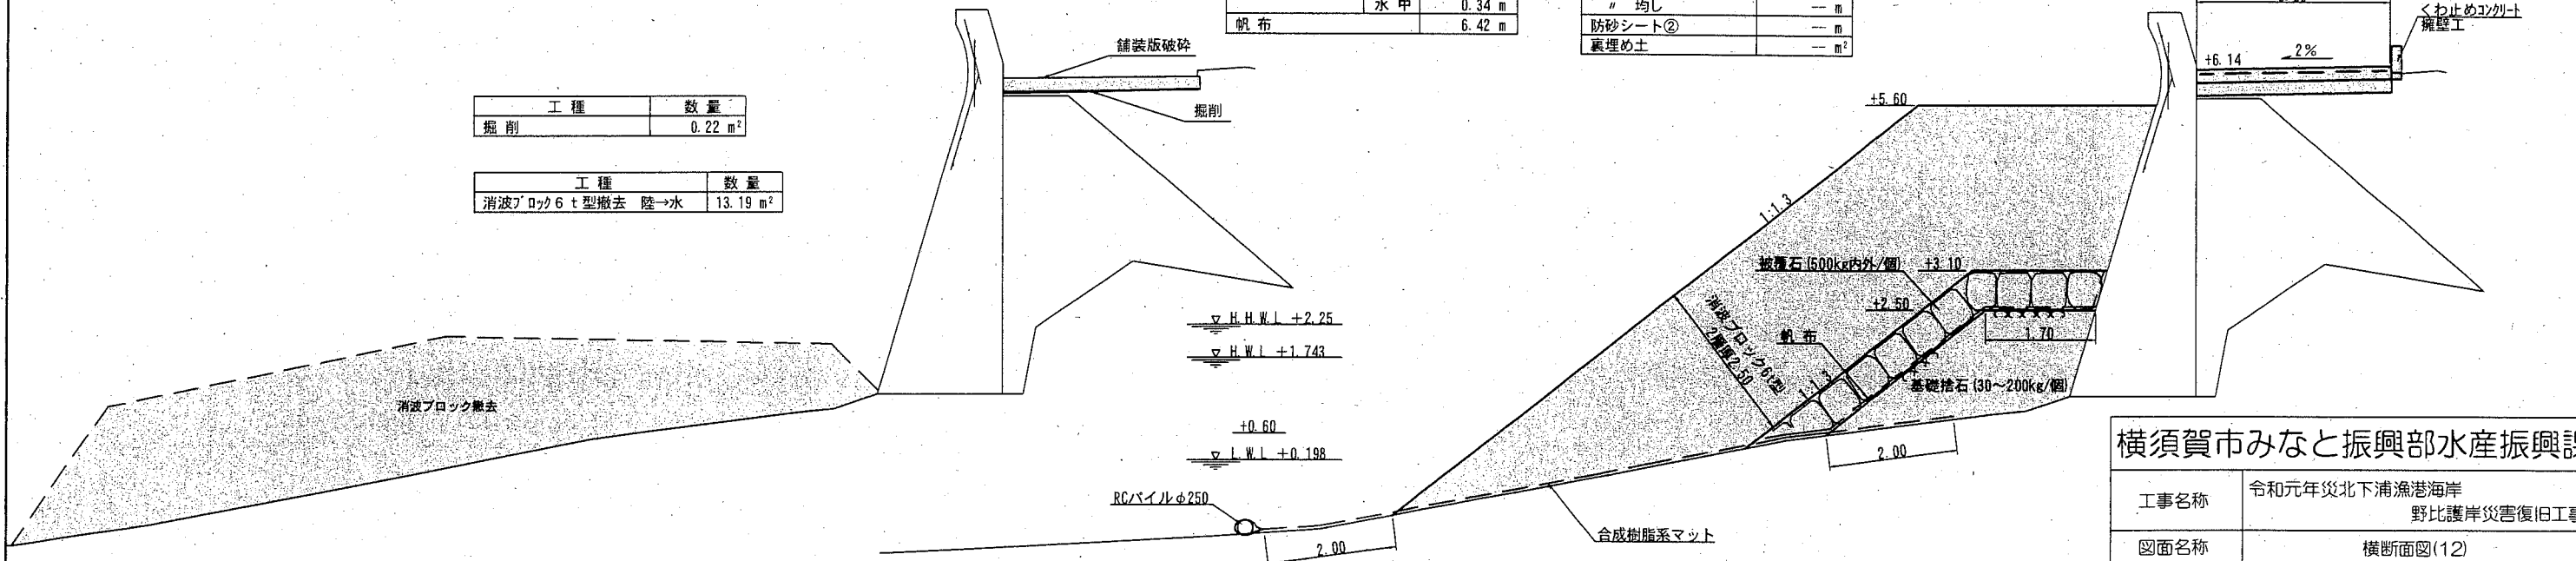 水 中 0.34 m
帆 布 6.42 m
〃 均し -- m
防砂シート② -- m
裏埋め土 -- m²
くわ止めコンクリート
擁壁工
舗装版破砕
掘削
+6.14
2%
+5.60
工 種 数 量
掘 削 0.22 m²
工 種 数 量
消波ブロック6t型撤去 陸→水 13.19 m²
1:1.3
被覆石(500kg内外/個)
+3.10
+2.50
消波ブロック6t型
2層厚2.50
帆 布
1.70
1:1.3
基礎捨石(30~200kg/個)
H.H.W.L +2.25
H.W.L +1.743
+0.60
L.W.L +0.198
消波ブロック撤去
RCパイルφ250
2.00
2.00
合成樹脂系マット
横須賀市みなと振興部水産振興課
工事名称 令和元年災北下浦漁港海岸
野比護岸災害復旧工事
図面名称 横断面図(12)